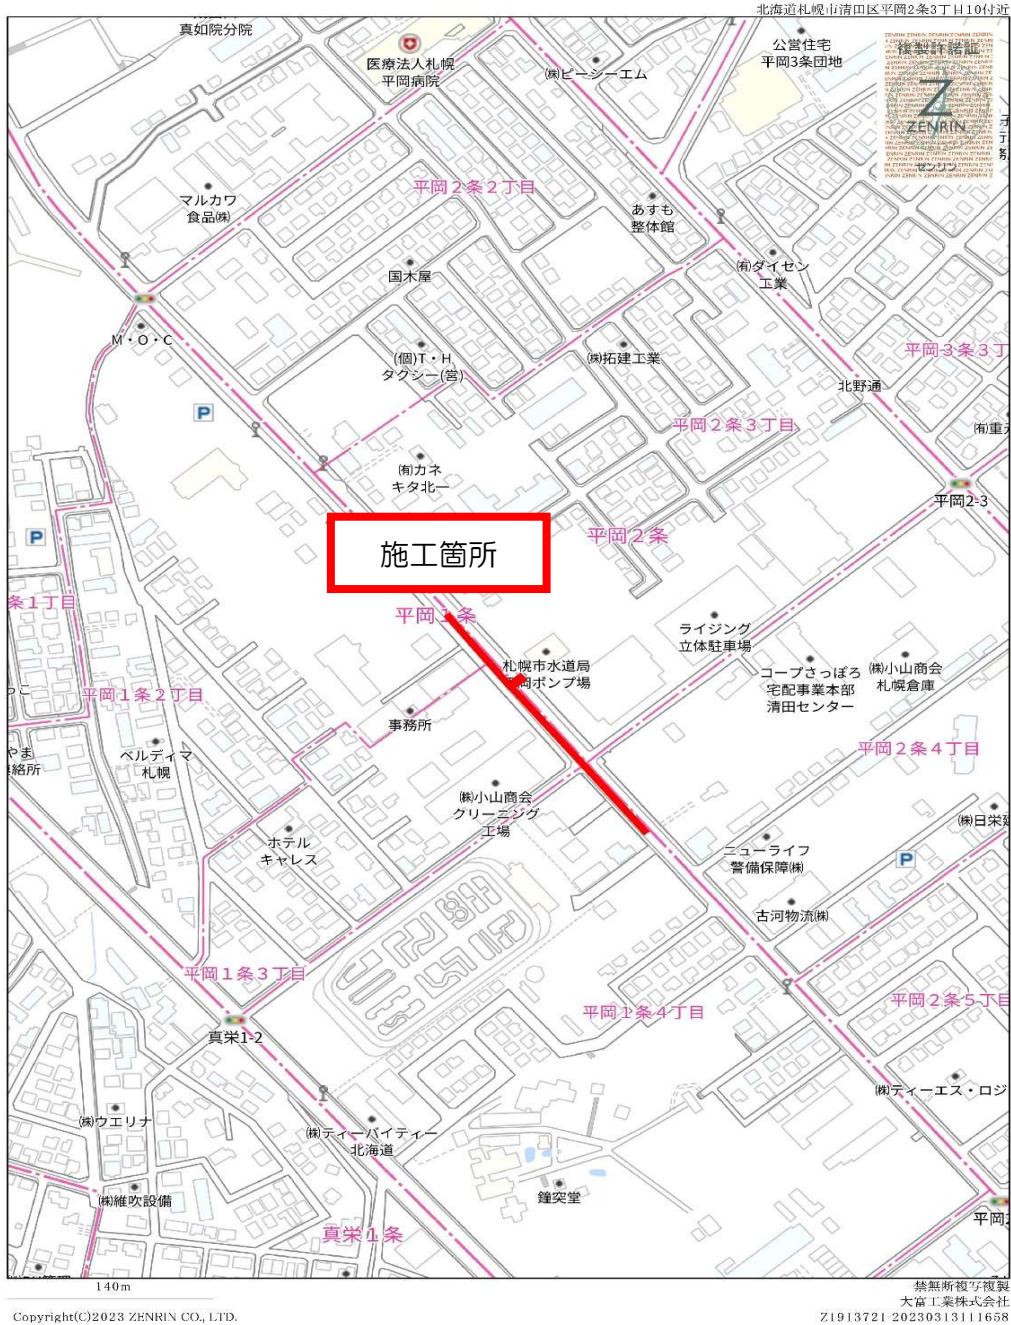 北海道札幌市清田区平岡2条3丁目10付近
真如院分院
医療法人札幌
平岡病院
㈱ピーシーエム
公営住宅
平岡3条団地
複製許諾証
Z
ZENRIN
ゼンリン
平岡2条2丁目
マルカワ
食品㈱
あすも
整体館
国木屋
㈲ダイセン
工業
M・O・C
(個)T・H
タクシー(営)
㈱拓建工業
平岡3条3丁
北野通
P
平岡2条3丁目
㈲重
㈲カネ
キタ北一
平岡2-3
P
平岡2条
施工箇所
条1丁目
平岡1条
ライジング
立体駐車場
札幌市水道局
岡ポンプ場
コープさっぽろ
宅配事業本部
清田センター
㈱小山商会
札幌倉庫
平岡1条2丁目
事務所
やま
絡所
ベルディマ
札幌
平岡2条4丁目
㈱小山商会
クリーニング
工場
㈱日栄
ホテル
キャレス
ニューライフ
警備保障㈱
P
古河物流㈱
平岡1条3丁目
平岡1条4丁目
平岡2条5丁目
真栄1-2
㈱ティーエス・ロジ
㈱ウエリナ
㈱ティーバイティー
北海道
㈱維吹設備
鐘突堂
平岡
真栄1条
140m
禁無断複写複製
大富工業株式会社
Copyright(C)2023 ZENRIN CO., LTD.
Z1913721-20230313111658